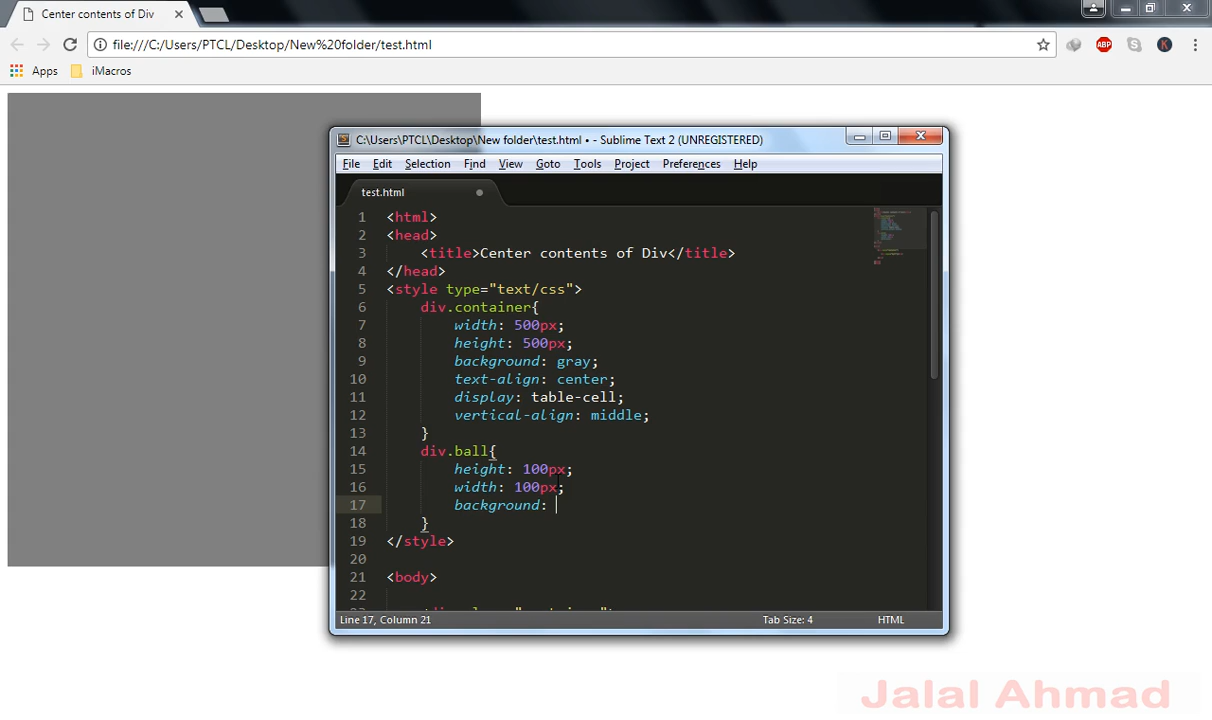 Center contents of Div
file:///C:/Users/PTCL/Desktop/New%20folder/test.html
ABP
S
K
Apps
iMacros
C:\Users\PTCL\Desktop\New folder\test.html • - Sublime Text 2 (UNREGISTERED)
File Edit Selection Find View Goto Tools Project Preferences Help
test.html
1 <html>
2 <head>
3 <title>Center contents of Div</title>
4 </head>
5 <style type="text/css">
6 div.container{
7 width: 500px;
8 height: 500px;
9 background: gray;
10 text-align: center;
11 display: table-cell;
12 vertical-align: middle;
13 }
14 div.ball{
15 height: 100px;
16 width: 100px;
17 background:
18 }
19 </style>
20
21 <body>
22
Line 17, Column 21 Tab Size: 4 HTML
Jalal Ahmad